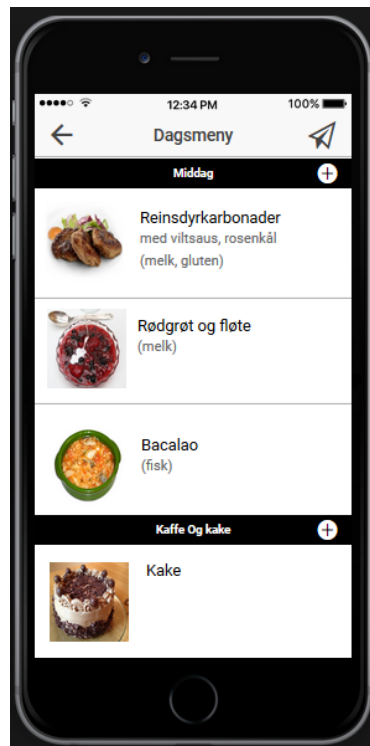 12:34 PM
100%
Dagsmeny
Middag
Reinsdyrkarbonader
med viltsaus, rosenkål
(melk, gluten)
Rødgrøt og fløte
(melk)
Bacalao
(fisk)
Kaffe Og kake
Kake